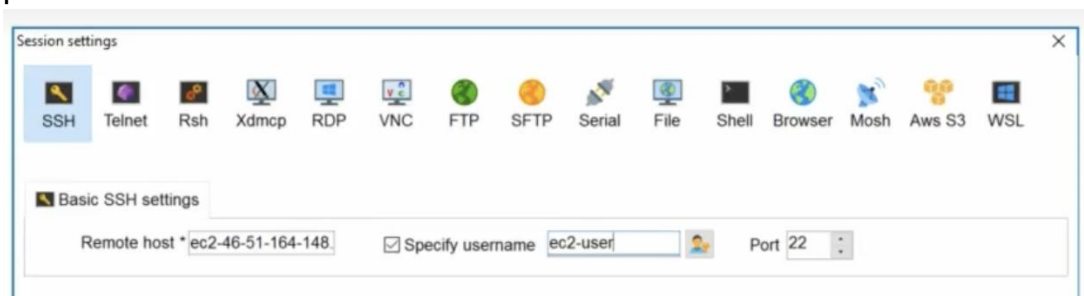 Session settings
SSH Telnet Rsh Xdmcp RDP VNC FTP SFTP Serial File Shell Browser Mosh Aws S3 WSL
Basic SSH settings
Remote host * ec2-46-51-164-148. Specify username ec2-user Port 22